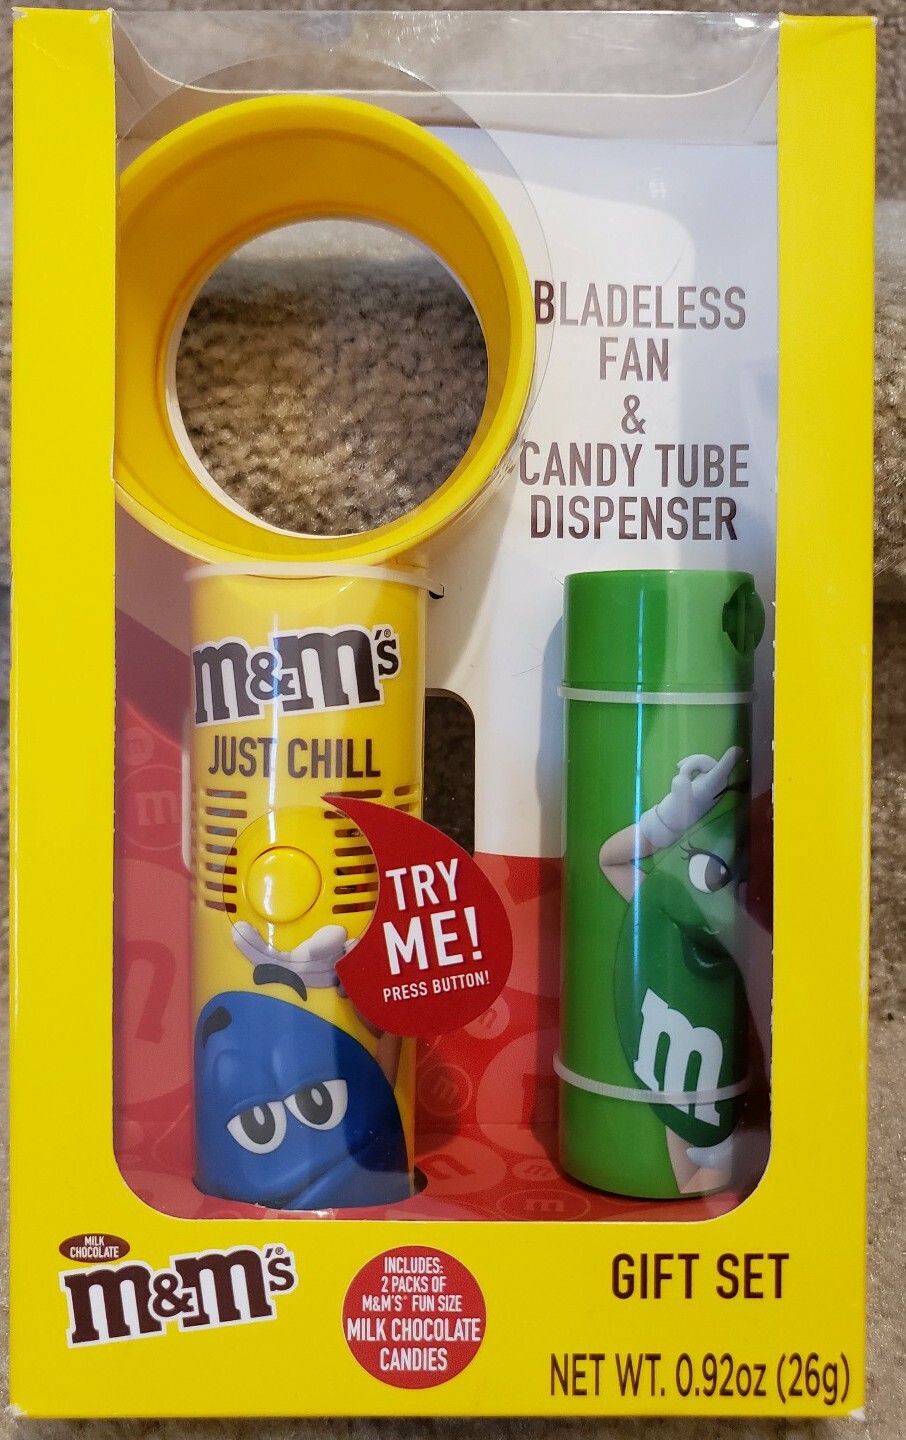 BLADELESS
FAN
&
CANDY TUBE
DISPENSER
m&m's®
JUST CHILL
TRY
ME!
PRESS BUTTON!
m
MILK
CHOCOLATE
m&m's®
INCLUDES:
2 PACKS OF
M&M'S® FUN SIZE
MILK CHOCOLATE
CANDIES
GIFT SET
NET WT. 0.92oz (26g)